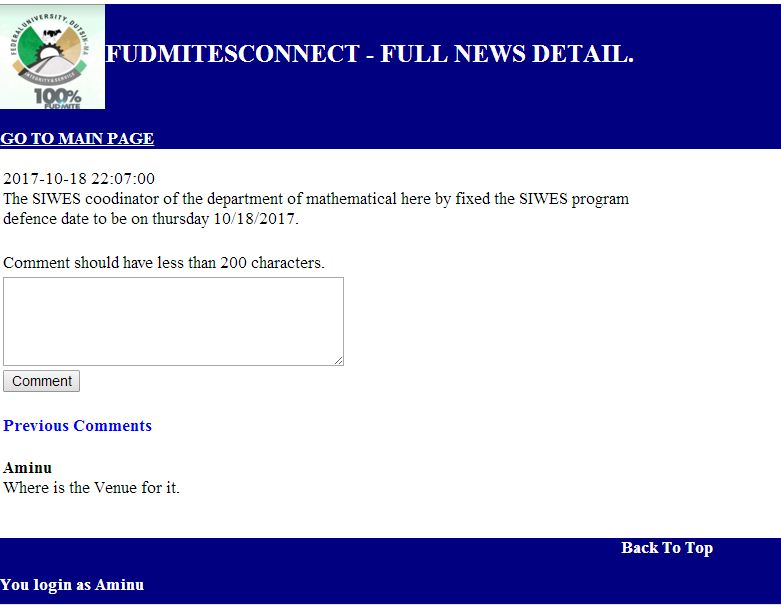 FEDERAL UNIVERSITY, DUTSIN-MA
INTEGRITY & SERVICE
100%
FUDMITE
FUDMITESCONNECT - FULL NEWS DETAIL.
GO TO MAIN PAGE
2017-10-18 22:07:00
The SIWES coodinator of the department of mathematical here by fixed the SIWES program
defence date to be on thursday 10/18/2017.
Comment should have less than 200 characters.
Comment
Previous Comments
Aminu
Where is the Venue for it.
Back To Top
You login as Aminu